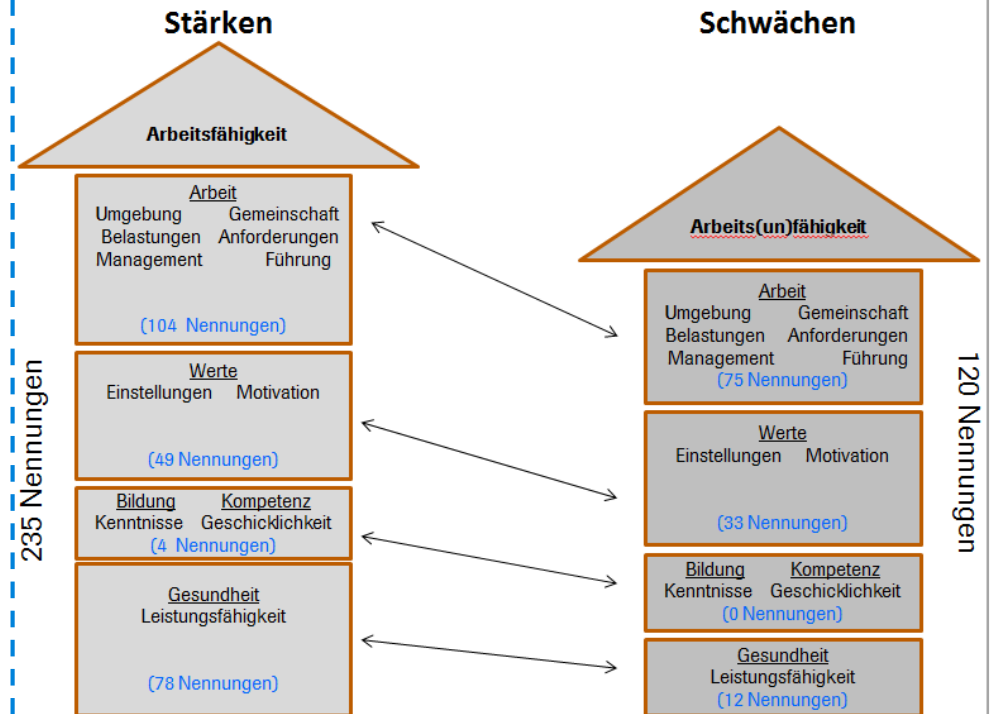 Stärken
Arbeitsfähigkeit
Arbeit
Umgebung Gemeinschaft
Belastungen Anforderungen
Management Führung
(104 Nennungen)
Werte
Einstellungen Motivation
(49 Nennungen)
Bildung Kompetenz
Kenntnisse Geschicklichkeit
(4 Nennungen)
Gesundheit
Leistungsfähigkeit
(78 Nennungen)
235 Nennungen
Schwächen
Arbeits(un)fähigkeit
Arbeit
Umgebung Gemeinschaft
Belastungen Anforderungen
Management Führung
(75 Nennungen)
Werte
Einstellungen Motivation
(33 Nennungen)
Bildung Kompetenz
Kenntnisse Geschicklichkeit
(0 Nennungen)
Gesundheit
Leistungsfähigkeit
(12 Nennungen)
120 Nennungen